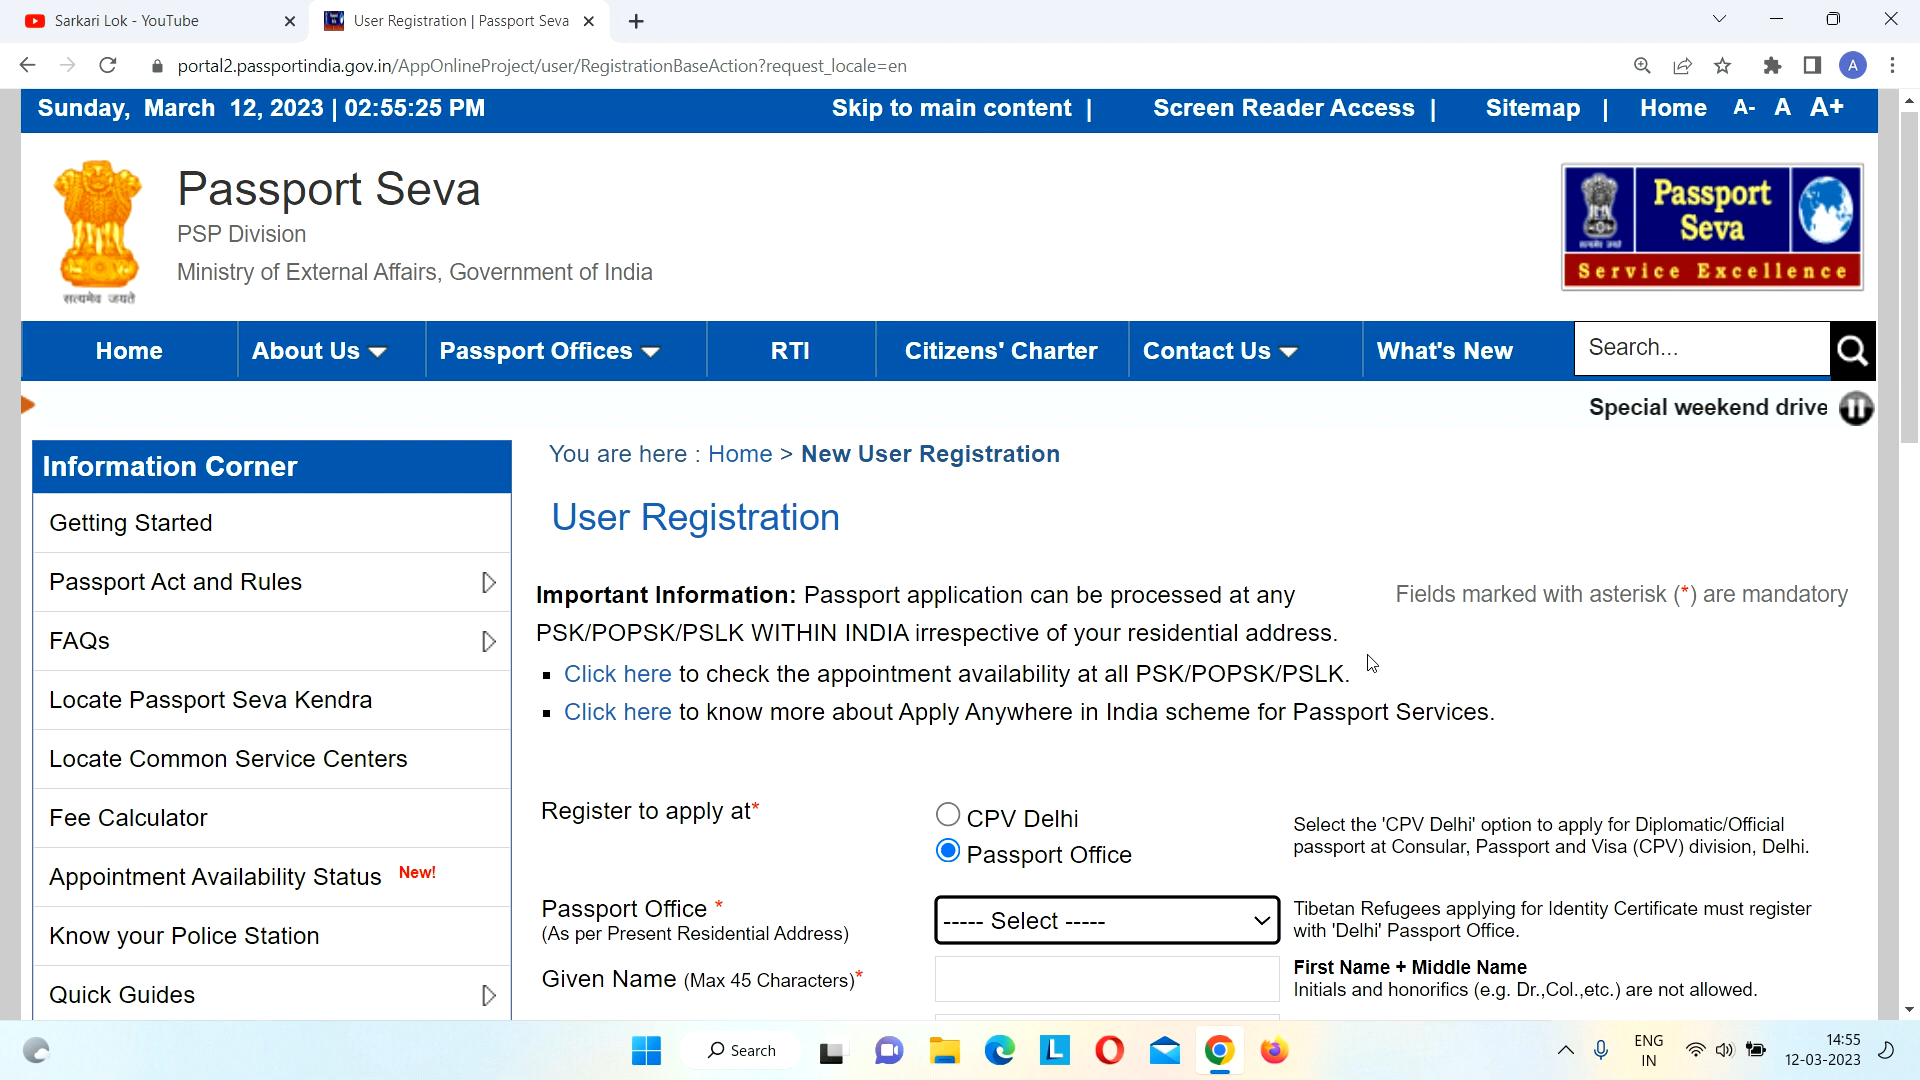 Sarkari Lok - YouTube
User Registration | Passport Seva
portal2.passportindia.gov.in/AppOnlineProject/user/RegistrationBaseAction?request_locale=en
A
Sunday, March 12, 2023 | 02:55:25 PM
Skip to main content | Screen Reader Access | Sitemap | Home A- A A+
Passport Seva
PSP Division
Ministry of External Affairs, Government of India
सत्यमेव जयते
Passport
Seva
Service Excellence
Home About Us Passport Offices RTI Citizens' Charter Contact Us What's New Search...
Special weekend drive
Information Corner
Getting Started
Passport Act and Rules
FAQs
Locate Passport Seva Kendra
Locate Common Service Centers
Fee Calculator
Appointment Availability Status New!
Know your Police Station
Quick Guides
You are here : Home > New User Registration
User Registration
Important Information: Passport application can be processed at any
PSK/POPSK/PSLK WITHIN INDIA irrespective of your residential address.
Fields marked with asterisk (*) are mandatory
Click here to check the appointment availability at all PSK/POPSK/PSLK.
Click here to know more about Apply Anywhere in India scheme for Passport Services.
Register to apply at*
CPV Delhi
Passport Office
Select the 'CPV Delhi' option to apply for Diplomatic/Official
passport at Consular, Passport and Visa (CPV) division, Delhi.
Passport Office *
(As per Present Residential Address)
----- Select -----
Tibetan Refugees applying for Identity Certificate must register
with 'Delhi' Passport Office.
Given Name (Max 45 Characters)*
First Name + Middle Name
Initials and honorifics (e.g. Dr.,Col.,etc.) are not allowed.
Search
L
ENG
IN
14:55
12-03-2023